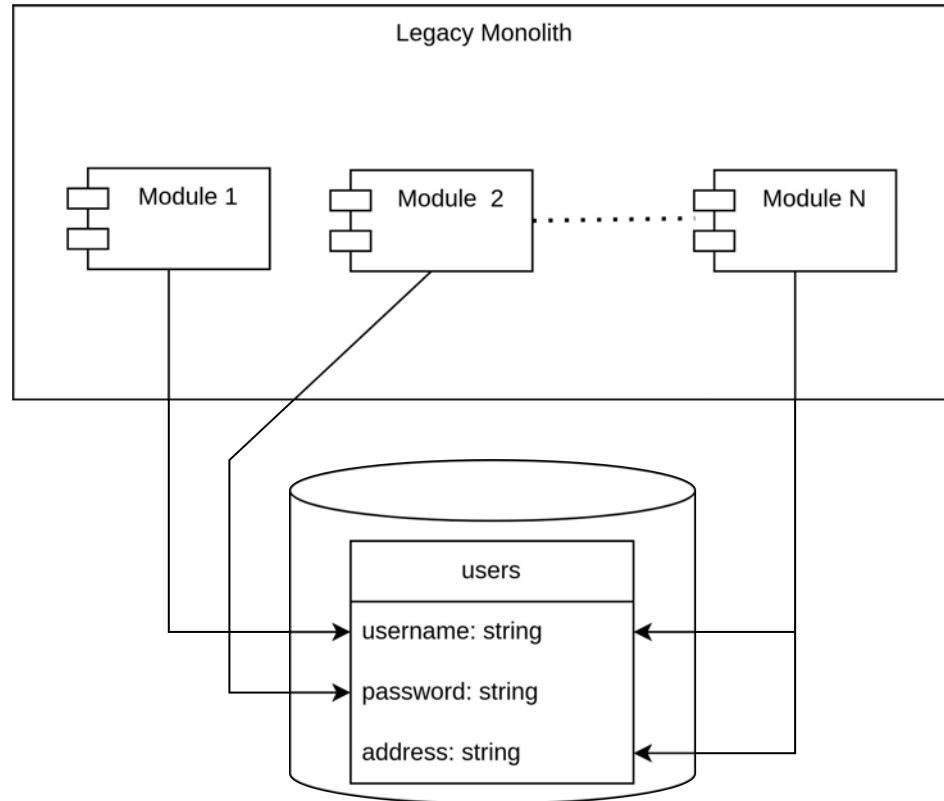 Legacy Monolith
Module 1
Module 2
Module N
users
username: string
password: string
address: string